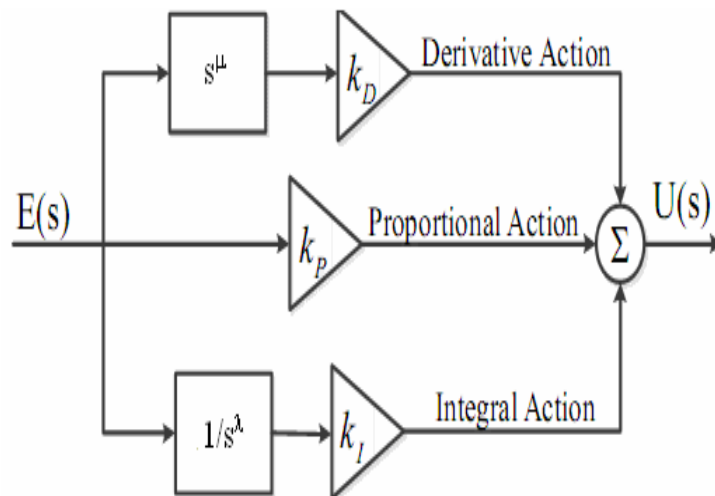 s^μ
k_D
Derivative Action
E(s)
k_P
Proportional Action
Σ
U(s)
1/s^λ
k_I
Integral Action